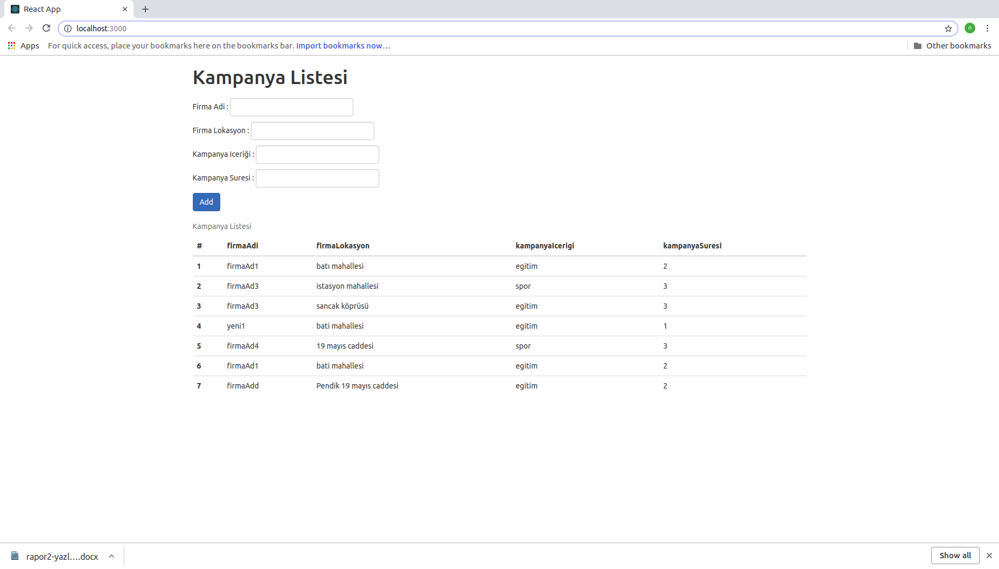 React App
localhost:3000
n
Apps For quick access, place your bookmarks here on the bookmarks bar. Import bookmarks now... Other bookmarks
Kampanya Listesi
Firma Adi :
Firma Lokasyon :
Kampanya Iceriği :
Kampanya Suresi :
Add
Kampanya Listesi
# firmaAdi firmaLokasyon kampanyaIcerigi kampanyaSuresi
1 firmaAd1 batı mahallesi egitim 2
2 firmaAd3 istasyon mahallesi spor 3
3 firmaAd3 sancak köprüsü egitim 3
4 yeni1 bati mahallesi egitim 1
5 firmaAd4 19 mayıs caddesi spor 3
6 firmaAd1 bati mahallesi egitim 2
7 firmaAdd Pendik 19 mayıs caddesi egitim 2
W rapor2-yazl....docx Show all